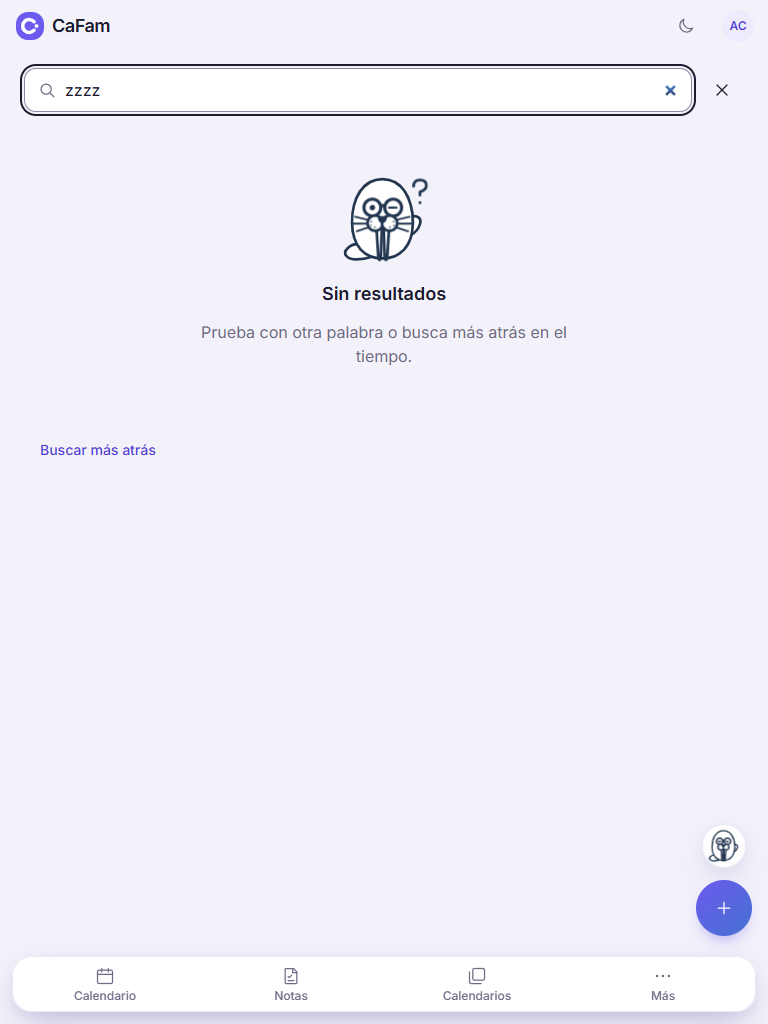 CaFam
AC
zzzz
?
Sin resultados
Prueba con otra palabra o busca más atrás en el
tiempo.
Buscar más atrás
Calendario
Notas
Calendarios
Más